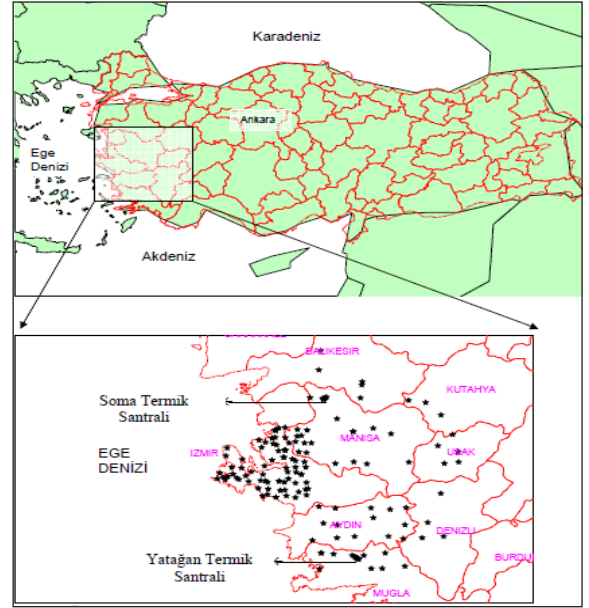 Karadeniz
Ankara
Ege
Denizi
Akdeniz
BALIKESIR
KUTAHYA
Soma Termik
Santrali
MANISA
EGE
DENİZİ
IZMIR
USAK
AYDIN
DENIZLI
Yatağan Termik
Santrali
BURDU
MUGLA